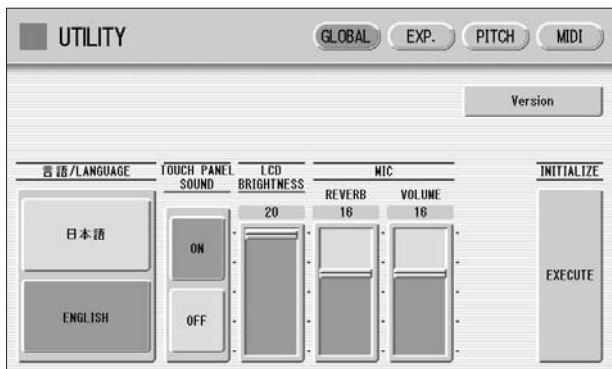 UTILITY
GLOBAL EXP. PITCH MIDI
Version
言語/LANGUAGE
TOUCH PANEL
SOUND
LCD
BRIGHTNESS
MIC
INITIALIZE
REVERB VOLUME
20 16 16
日本語
ON
EXECUTE
ENGLISH
OFF